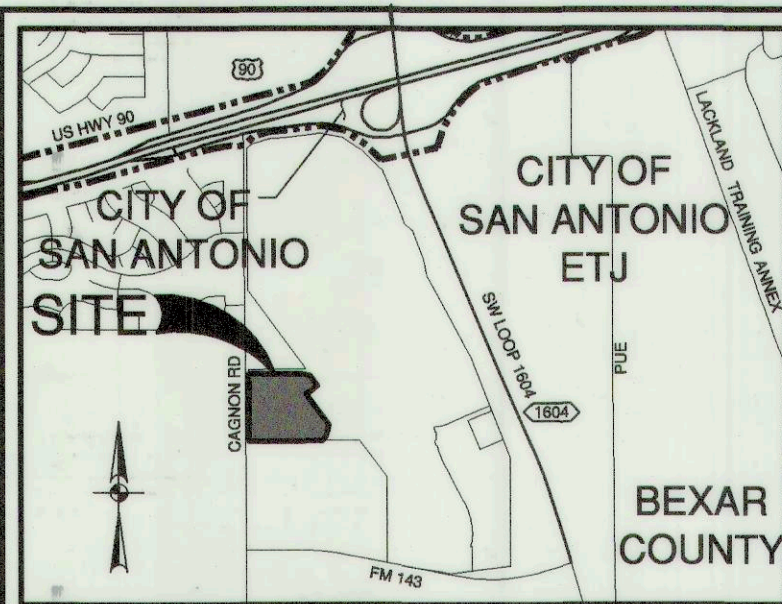 90
US HWY 90
CITY OF
SAN ANTONIO
SITE
CITY OF
SAN ANTONIO
ETJ
LACKLAND TRAINING ANNEX
SW LOOP 1604
1604
PUE
CAGNON RD
BEXAR
COUNTY
FM 143